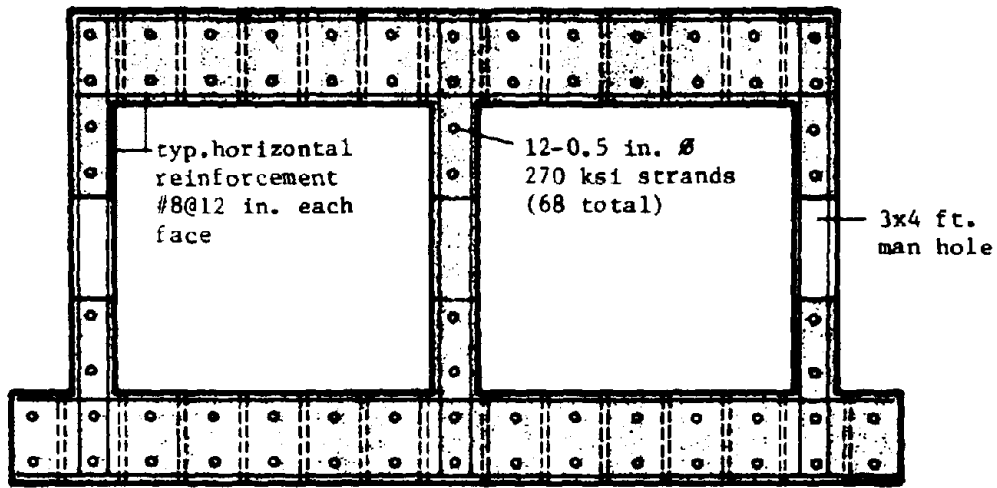 typ.horizontal
reinforcement
#8@12 in. each
face
12-0.5 in. Ø
270 ksi strands
(68 total)
3x4 ft.
man hole